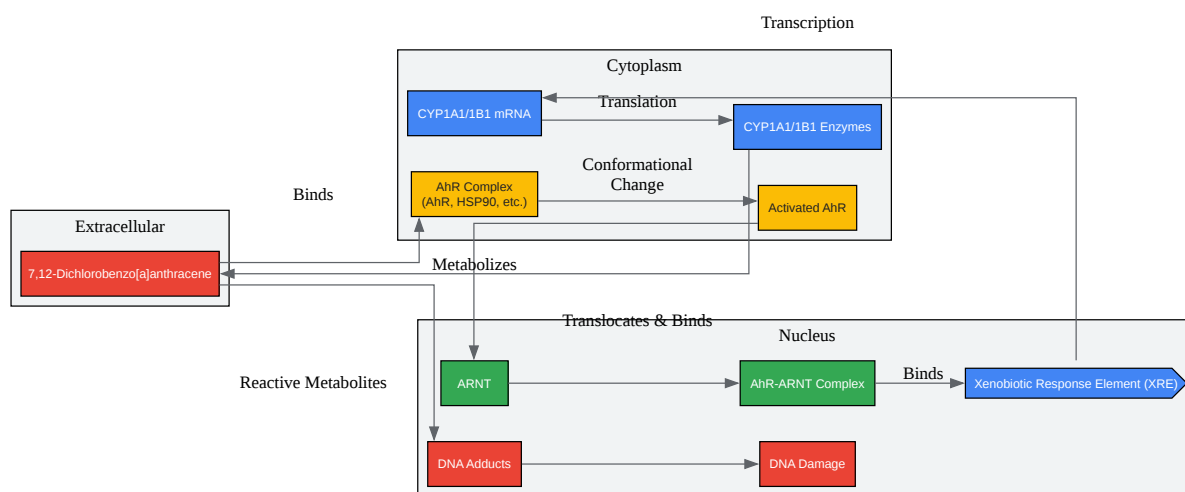 Transcription
Cytoplasm
CYP1A1/1B1 mRNA
Translation
CYP1A1/1B1 Enzymes
Conformational
Change
AhR Complex
(AhR, HSP90, etc.)
Activated AhR
Binds
Extracellular
7,12-Dichlorobenzo[a]anthracene
Metabolizes
Translocates & Binds
Nucleus
Reactive Metabolites
ARNT
AhR-ARNT Complex
Binds
Xenobiotic Response Element (XRE)
DNA Adducts
DNA Damage